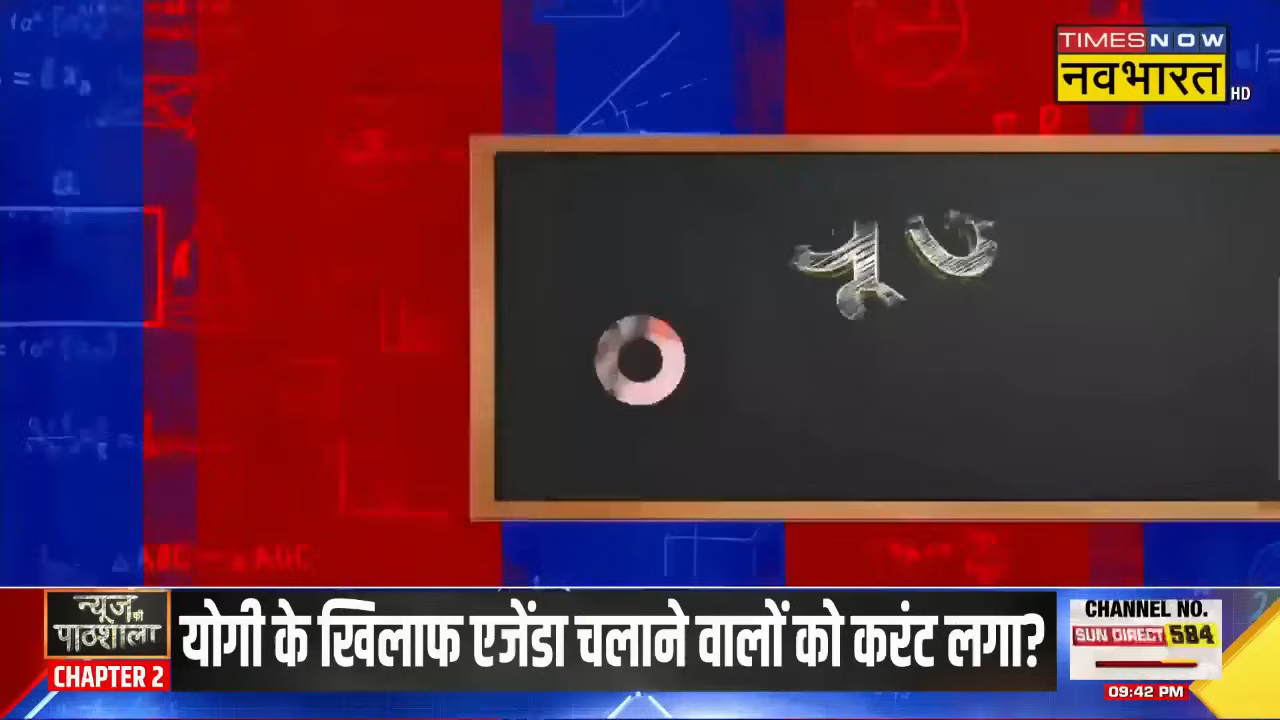 TIMES NOW
नवभारत
HD
न्यूज की
पाठशाला
CHAPTER 2
योगी के खिलाफ एजेंडा चलाने वालों को करंट लगा?
CHANNEL NO.
SUN DIRECT 584
09:42 PM